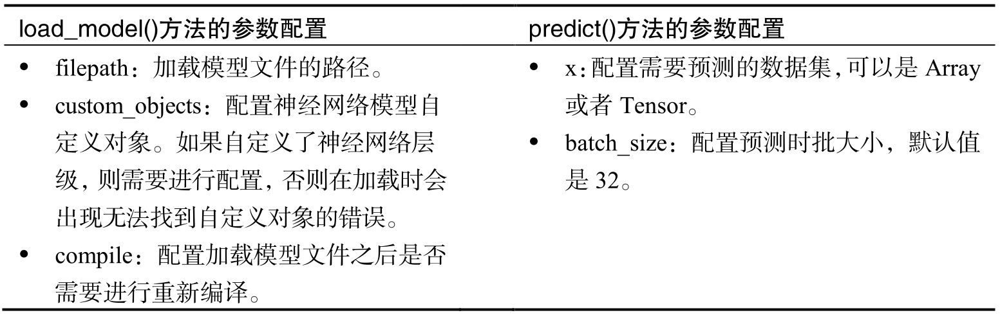 load_model()方法的参数配置
predict()方法的参数配置
• filepath：加载模型文件的路径。
• custom_objects：配置神经网络模型自
定义对象。如果自定义了神经网络层
级，则需要进行配置，否则在加载时会
出现无法找到自定义对象的错误。
• compile：配置加载模型文件之后是否
需要进行重新编译。
• x：配置需要预测的数据集，可以是 Array
或者 Tensor。
• batch_size：配置预测时批大小，默认值
是 32。